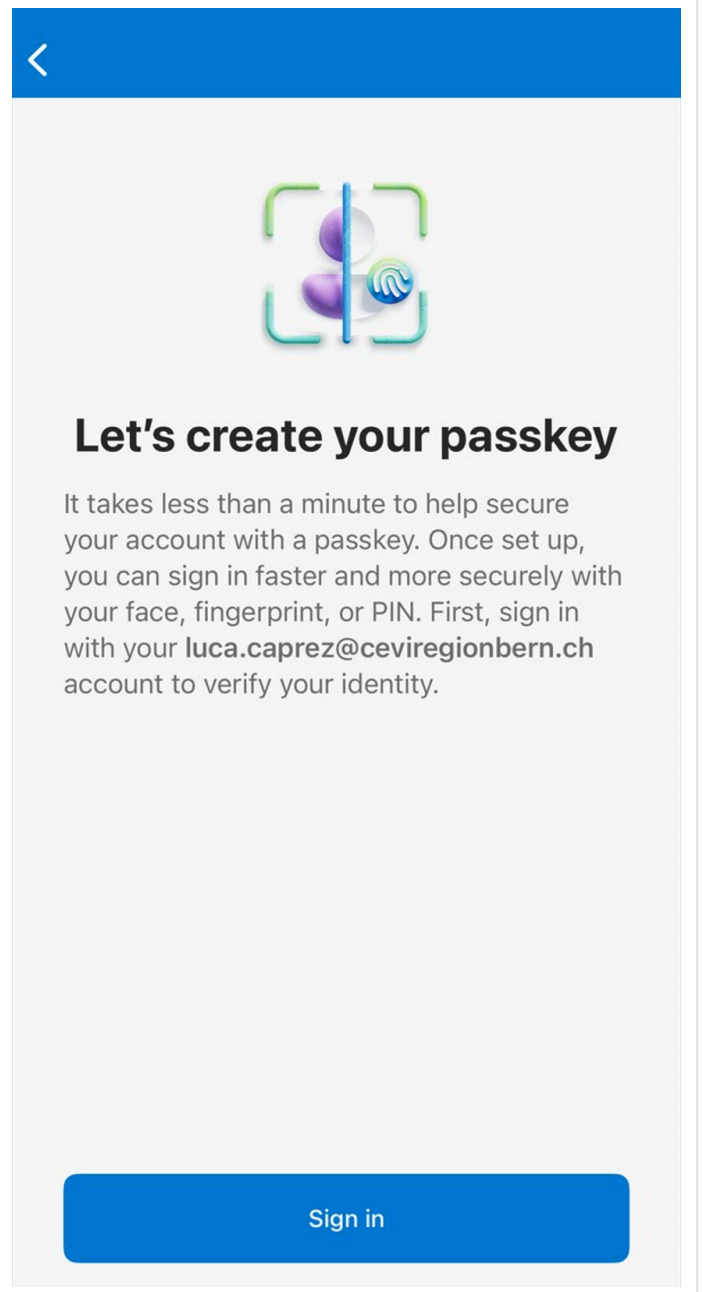 Let’s create your passkey
It takes less than a minute to help secure
your account with a passkey. Once set up,
you can sign in faster and more securely with
your face, fingerprint, or PIN. First, sign in
with your luca.caprez@ceviregionbern.ch
account to verify your identity.
Sign in